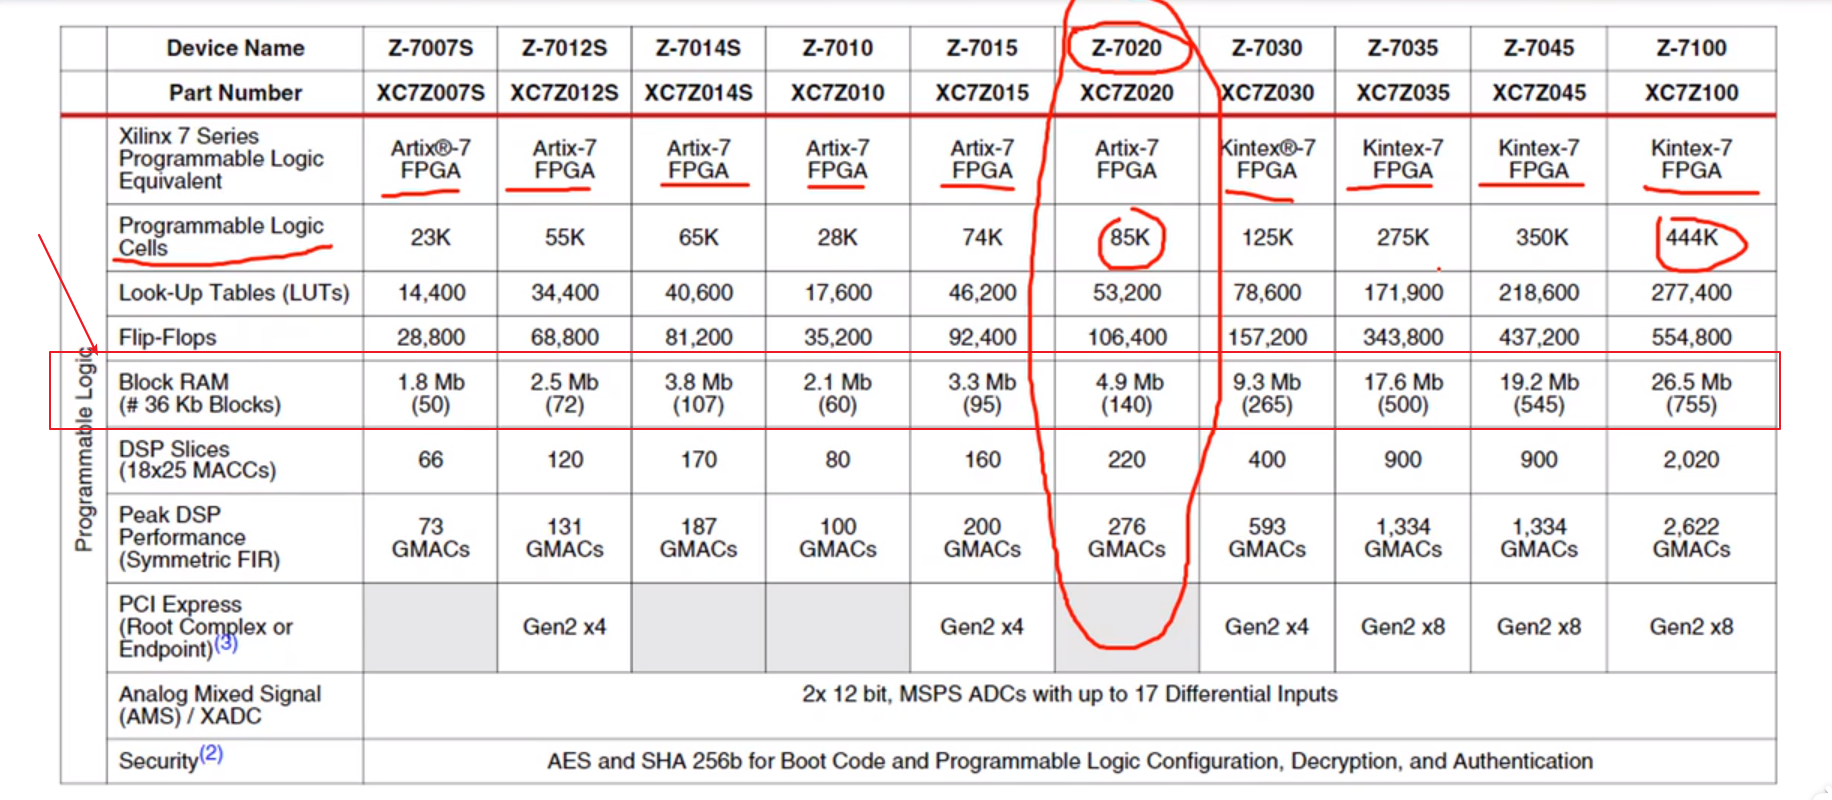 Device Name Z-7007S Z-7012S Z-7014S Z-7010 Z-7015 Z-7020 Z-7030 Z-7035 Z-7045 Z-7100
Part Number XC7Z007S XC7Z012S XC7Z014S XC7Z010 XC7Z015 XC7Z020 XC7Z030 XC7Z035 XC7Z045 XC7Z100
Programmable Logic
Xilinx 7 Series
Programmable Logic
Equivalent
Artix®-7 Artix-7 Artix-7 Artix-7 Artix-7 Artix-7 Kintex®-7 Kintex-7 Kintex-7 Kintex-7
FPGA FPGA FPGA FPGA FPGA FPGA FPGA FPGA FPGA FPGA
Programmable Logic
Cells
23K 55K 65K 28K 74K 85K 125K 275K 350K 444K
Look-Up Tables (LUTs) 14,400 34,400 40,600 17,600 46,200 53,200 78,600 171,900 218,600 277,400
Flip-Flops 28,800 68,800 81,200 35,200 92,400 106,400 157,200 343,800 437,200 554,800
Block RAM 1.8 Mb 2.5 Mb 3.8 Mb 2.1 Mb 3.3 Mb 4.9 Mb 9.3 Mb 17.6 Mb 19.2 Mb 26.5 Mb
(# 36 Kb Blocks) (50) (72) (107) (60) (95) (140) (265) (500) (545) (755)
DSP Slices
(18x25 MACCs)
66 120 170 80 160 220 400 900 900 2,020
Peak DSP
Performance
(Symmetric FIR)
73 131 187 100 200 276 593 1,334 1,334 2,622
GMACs GMACs GMACs GMACs GMACs GMACs GMACs GMACs GMACs GMACs
PCI Express
(Root Complex or
Endpoint)(3)
Gen2 x4 Gen2 x4 Gen2 x4 Gen2 x8 Gen2 x8 Gen2 x8
Analog Mixed Signal
(AMS) / XADC
2x 12 bit, MSPS ADCs with up to 17 Differential Inputs
Security(2) AES and SHA 256b for Boot Code and Programmable Logic Configuration, Decryption, and Authentication